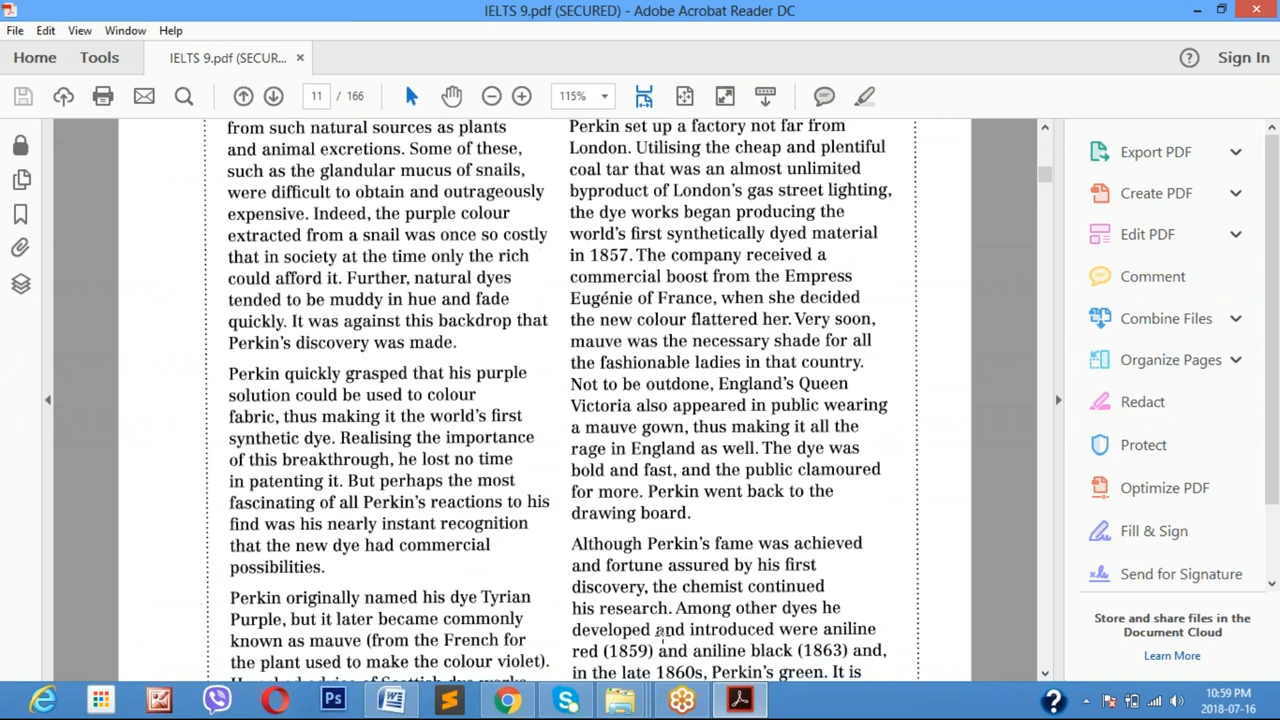 IELTS 9.pdf (SECURED) - Adobe Acrobat Reader DC
File Edit View Window Help
Home Tools IELTS 9.pdf (SECUR... × Sign In
11 / 166 115%
from such natural sources as plants
and animal excretions. Some of these,
such as the glandular mucus of snails,
were difficult to obtain and outrageously
expensive. Indeed, the purple colour
extracted from a snail was once so costly
that in society at the time only the rich
could afford it. Further, natural dyes
tended to be muddy in hue and fade
quickly. It was against this backdrop that
Perkin's discovery was made.
Perkin quickly grasped that his purple
solution could be used to colour
fabric, thus making it the world's first
synthetic dye. Realising the importance
of this breakthrough, he lost no time
in patenting it. But perhaps the most
fascinating of all Perkin's reactions to his
find was his nearly instant recognition
that the new dye had commercial
possibilities.
Perkin originally named his dye Tyrian
Purple, but it later became commonly
known as mauve (from the French for
the plant used to make the colour violet).
Perkin set up a factory not far from
London. Utilising the cheap and plentiful
coal tar that was an almost unlimited
byproduct of London's gas street lighting,
the dye works began producing the
world's first synthetically dyed material
in 1857. The company received a
commercial boost from the Empress
Eugénie of France, when she decided
the new colour flattered her. Very soon,
mauve was the necessary shade for all
the fashionable ladies in that country.
Not to be outdone, England's Queen
Victoria also appeared in public wearing
a mauve gown, thus making it all the
rage in England as well. The dye was
bold and fast, and the public clamoured
for more. Perkin went back to the
drawing board.
Although Perkin's fame was achieved
and fortune assured by his first
discovery, the chemist continued
his research. Among other dyes he
developed and introduced were aniline
red (1859) and aniline black (1863) and,
in the late 1860s, Perkin's green. It is
Export PDF
Create PDF
Edit PDF
Comment
Combine Files
Organize Pages
Redact
Protect
Optimize PDF
Fill & Sign
Send for Signature
Store and share files in the
Document Cloud
Learn More
Ps
10:59 PM
2018-07-16